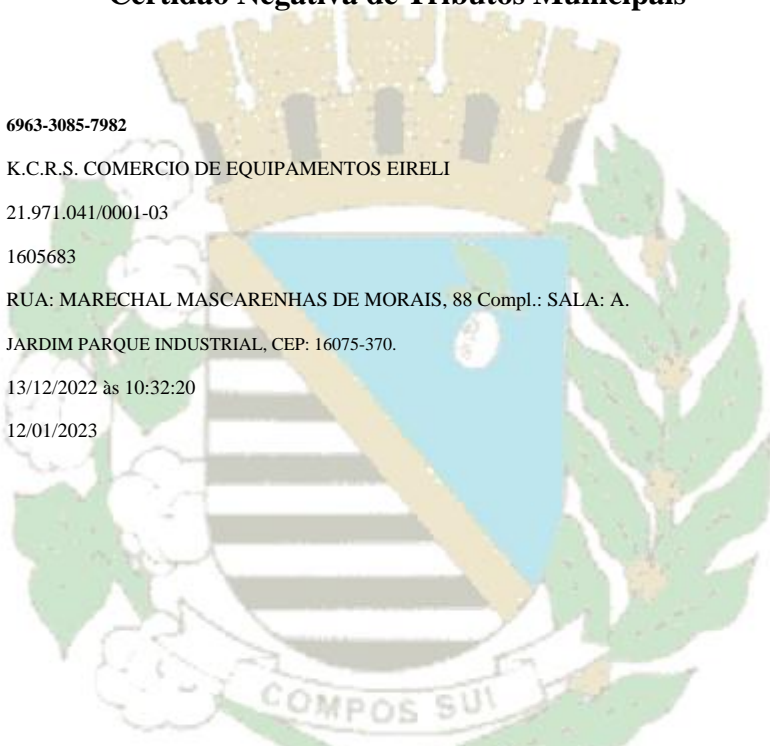 Certidão Negativa de Tributos Municipais
6963-3085-7982
K.C.R.S. COMERCIO DE EQUIPAMENTOS EIRELI
21.971.041/0001-03
1605683
RUA: MARECHAL MASCARENHAS DE MORAIS, 88 Compl.: SALA: A.
JARDIM PARQUE INDUSTRIAL, CEP: 16075-370.
13/12/2022 às 10:32:20
12/01/2023
COMPOS SUI